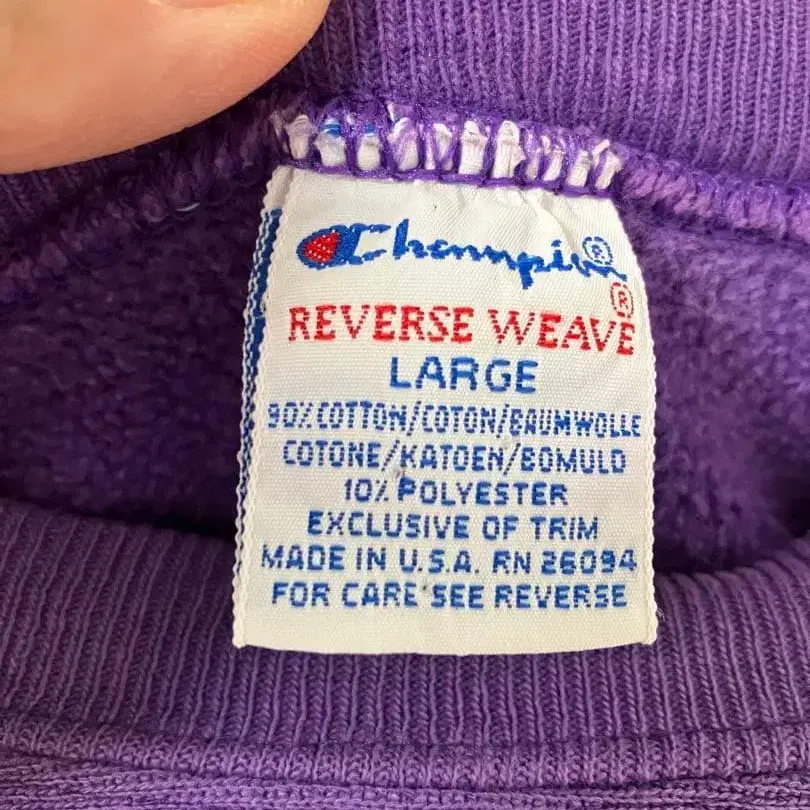 Champion®
REVERSE WEAVE®
LARGE
90% COTTON/COTON/BAUMWOLLE
COTONE/KATOEN/BOMULD
10% POLYESTER
EXCLUSIVE OF TRIM
MADE IN U.S.A. RN 26094
FOR CARE SEE REVERSE